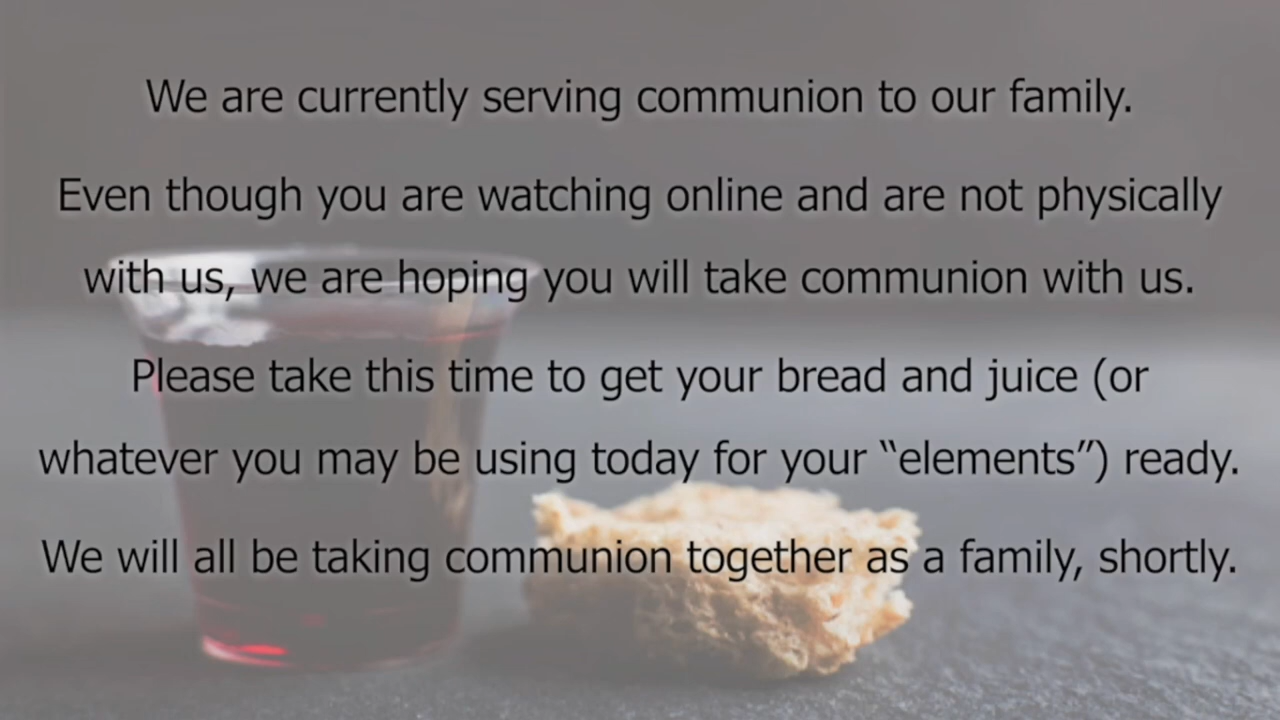 We are currently serving communion to our family.
Even though you are watching online and are not physically
with us, we are hoping you will take communion with us.
Please take this time to get your bread and juice (or
whatever you may be using today for your “elements”) ready.
We will all be taking communion together as a family, shortly.